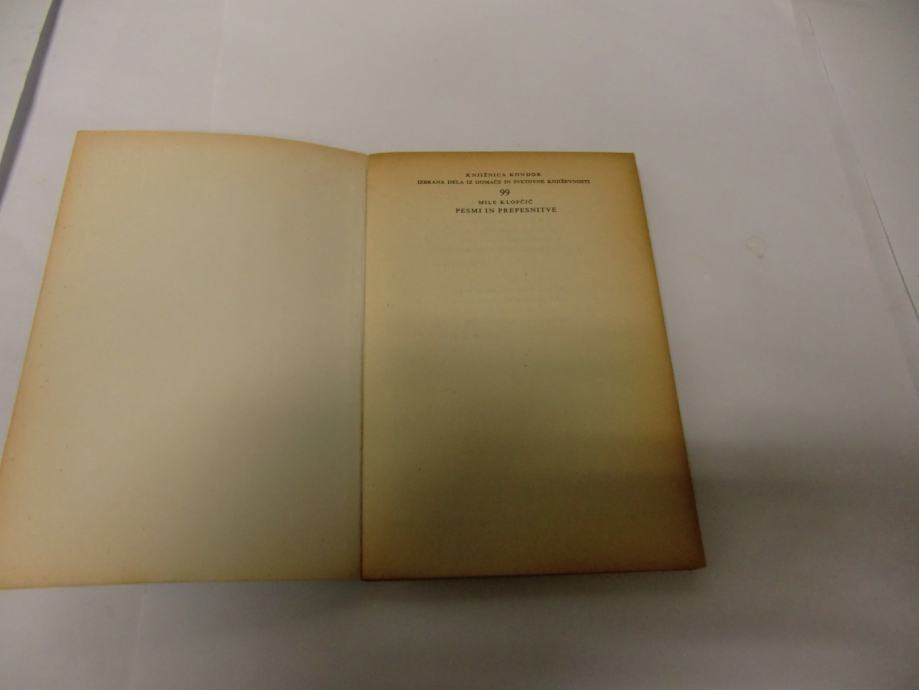 KNJIŽNICA KONDOR
IZBRANA DELA IZ DOMAČE IN SVETOVNE KNJIŽEVNOSTI
99
MILE KLOPČIČ
PESMI IN PREPESNITVE